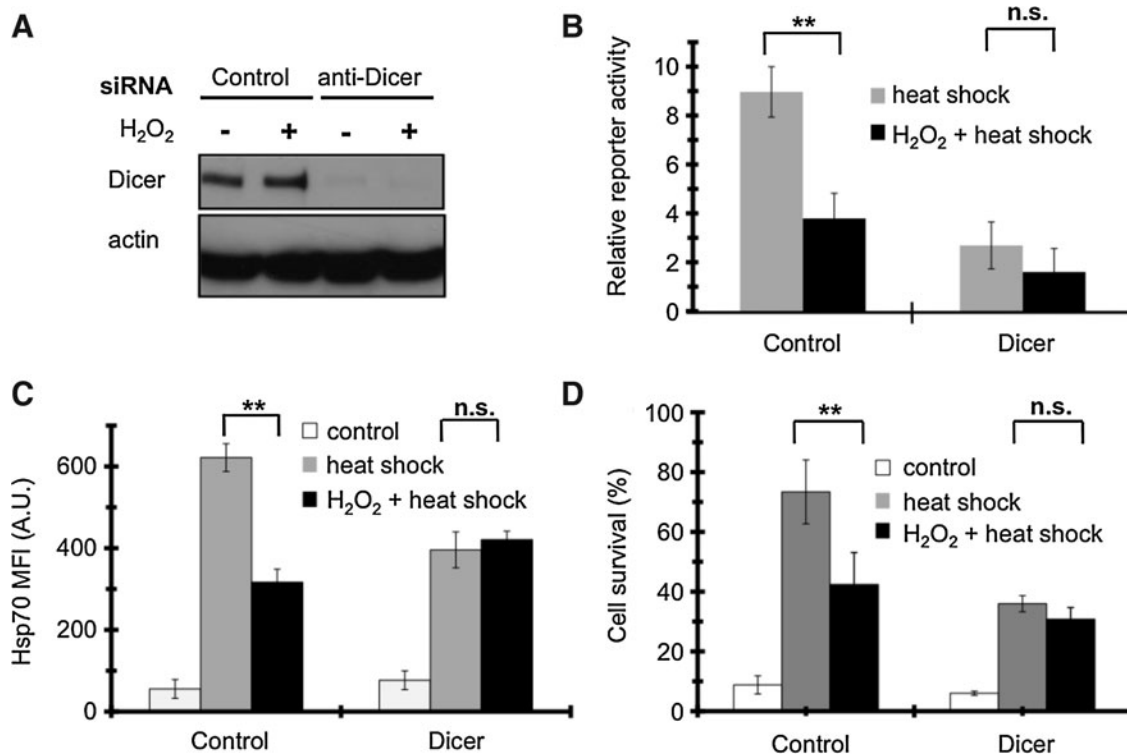 A
siRNA Control anti-Dicer
H₂O₂ - + - +
Dicer
actin
B
Relative reporter activity
10
8
6
4
2
0
** n.s.
heat shock
H₂O₂ + heat shock
Control Dicer
C
Hsp70 MFI (A.U.)
600
400
200
0
** n.s.
control
heat shock
H₂O₂ + heat shock
Control Dicer
D
Cell survival (%)
100
80
60
40
20
0
** n.s.
control
heat shock
H₂O₂ + heat shock
Control Dicer